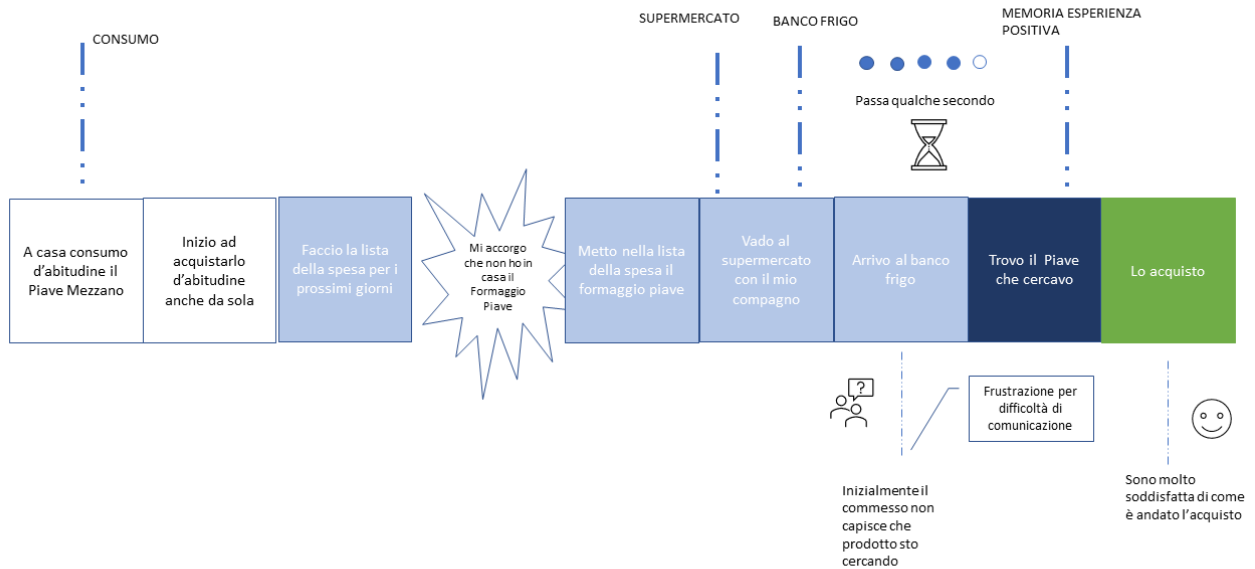 CONSUMO
SUPERMERCATO
BANCO FRIGO
MEMORIA ESPERIENZA
POSITIVA
Passa qualche secondo
A casa consumo
d'abitudine il
Piave Mezzano
Inizio ad
acquistarlo
d'abitudine
anche da sola
Faccio la lista
della spesa per i
prossimi giorni
Mi accorgo
che non ho in
casa il
Formaggio
Piave
Metto nella lista
della spesa il
formaggio piave
Vado al
supermercato
con il mio
compagno
Arrivo al banco
frigo
Trovo il Piave
che cercavo
Lo acquisto
?
Frustrazione per
difficoltà di
comunicazione
Inizialmente il
commesso non
capisce che
prodotto sto
cercando
Sono molto
soddisfatta di come
è andato l'acquisto